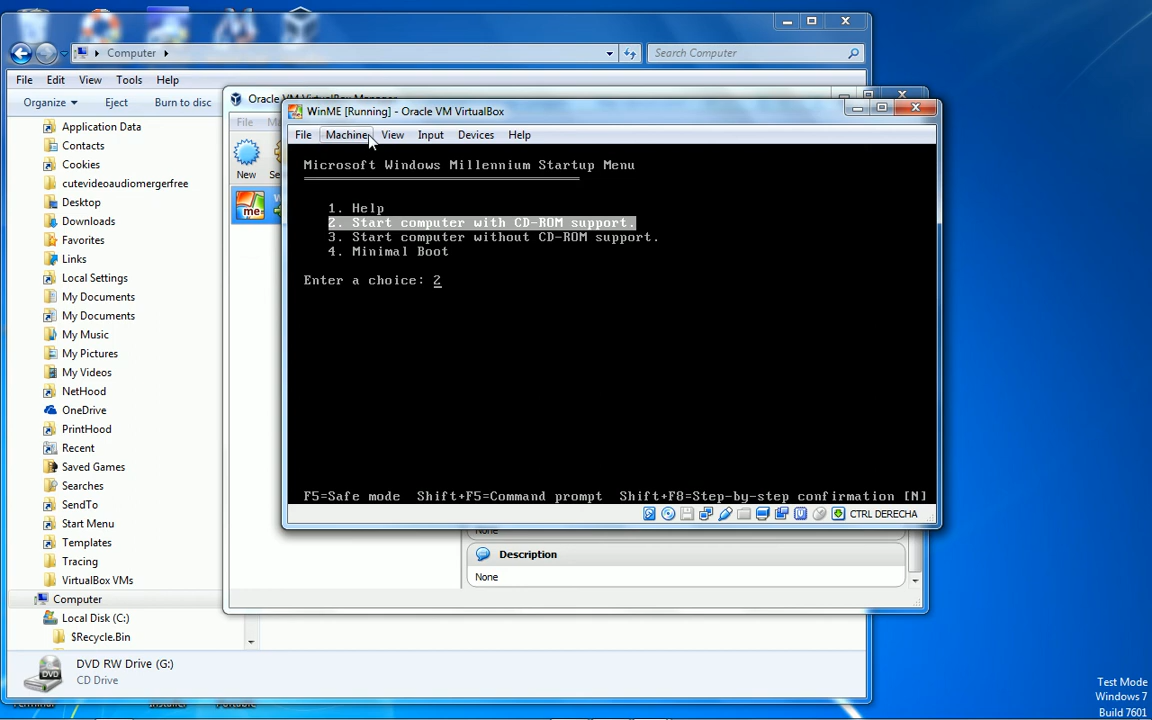 Computer
Search Computer
File Edit View Tools Help
Organize Eject Burn to disc
Application Data
Contacts
Cookies
cutevideoaudiomergerfree
Desktop
Downloads
Favorites
Links
Local Settings
My Documents
My Documents
My Music
My Pictures
My Videos
NetHood
OneDrive
PrintHood
Recent
Saved Games
Searches
SendTo
Start Menu
Templates
Tracing
VirtualBox VMs
Computer
Local Disk (C:)
$Recycle.Bin
DVD RW Drive (G:)
CD Drive
File
New
me
WinME [Running] - Oracle VM VirtualBox
File Machine View Input Devices Help
Microsoft Windows Millennium Startup Menu
1. Help
2. Start computer with CD-ROM support.
3. Start computer without CD-ROM support.
4. Minimal Boot
Enter a choice: 2
F5=Safe mode Shift+F5=Command prompt Shift+F8=Step-by-step confirmation [N]
CTRL DERECHA
None
Description
None
Test Mode
Windows 7
Build 7601